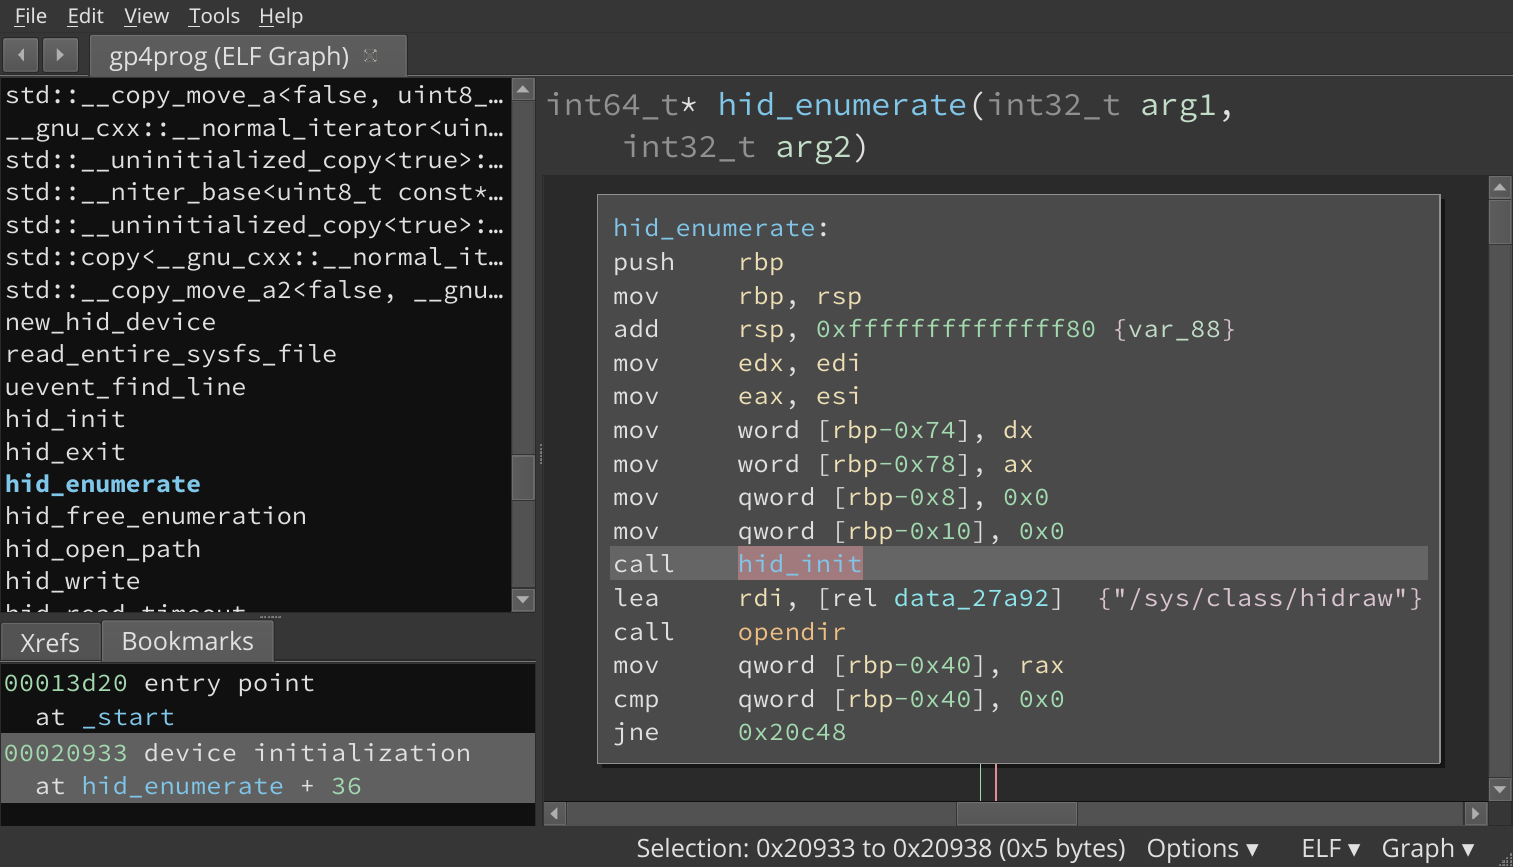 File Edit View Tools Help
gp4prog (ELF Graph)
std::__copy_move_a<false, uint8_…
__gnu_cxx::__normal_iterator<uin…
std::__uninitialized_copy<true>:…
std::__niter_base<uint8_t const*…
std::__uninitialized_copy<true>:…
std::copy<__gnu_cxx::__normal_it…
std::__copy_move_a2<false, __gnu…
new_hid_device
read_entire_sysfs_file
uevent_find_line
hid_init
hid_exit
hid_enumerate
hid_free_enumeration
hid_open_path
hid_write
hid_read_timeout
Xrefs Bookmarks
00013d20 entry point
at _start
00020933 device initialization
at hid_enumerate + 36
int64_t* hid_enumerate(int32_t arg1,
int32_t arg2)
hid_enumerate:
push rbp
mov rbp, rsp
add rsp, 0xffffffffffffff80 {var_88}
mov edx, edi
mov eax, esi
mov word [rbp-0x74], dx
mov word [rbp-0x78], ax
mov qword [rbp-0x8], 0x0
mov qword [rbp-0x10], 0x0
call hid_init
lea rdi, [rel data_27a92] {"/sys/class/hidraw"}
call opendir
mov qword [rbp-0x40], rax
cmp qword [rbp-0x40], 0x0
jne 0x20c48
Selection: 0x20933 to 0x20938 (0x5 bytes) Options ▾ ELF ▾ Graph ▾